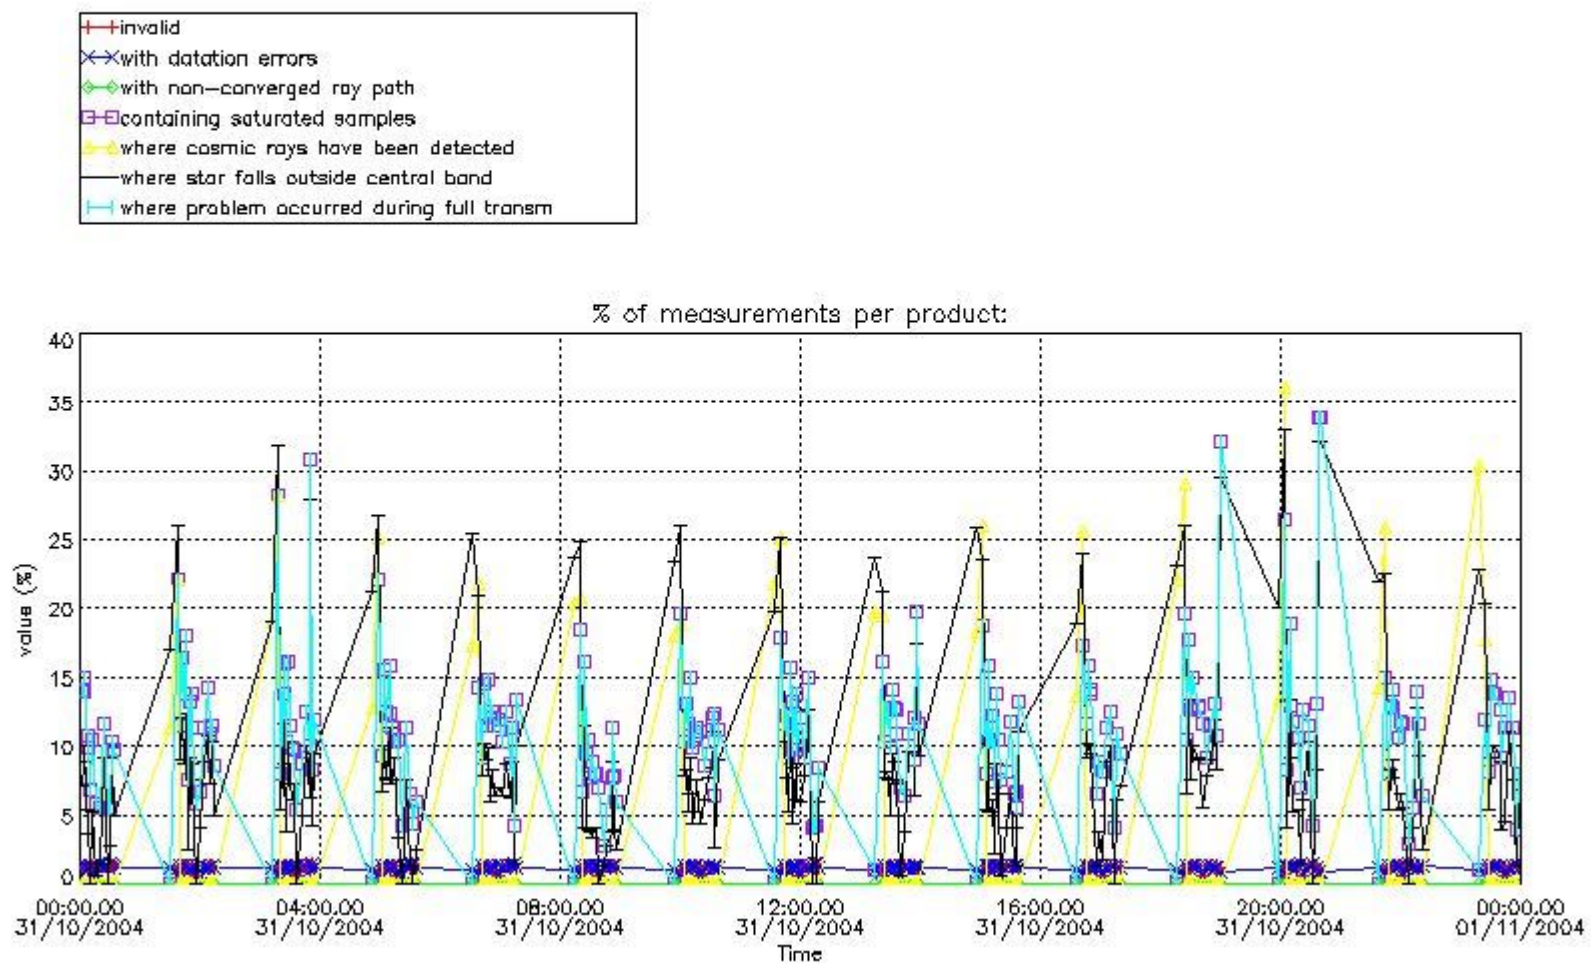 invalid
with datation errors
with non-converged ray path
containing saturated samples
where cosmic rays have been detected
where star falls outside central band
where problem occurred during full transm
% of measurements per product:
40
35
30
25
20
15
10
5
0
value (%)
00:00:00 04:00:00 08:00:00 12:00:00 16:00:00 20:00:00 00:00:00
31/10/2004 31/10/2004 31/10/2004 31/10/2004 31/10/2004 31/10/2004 01/11/2004
Time